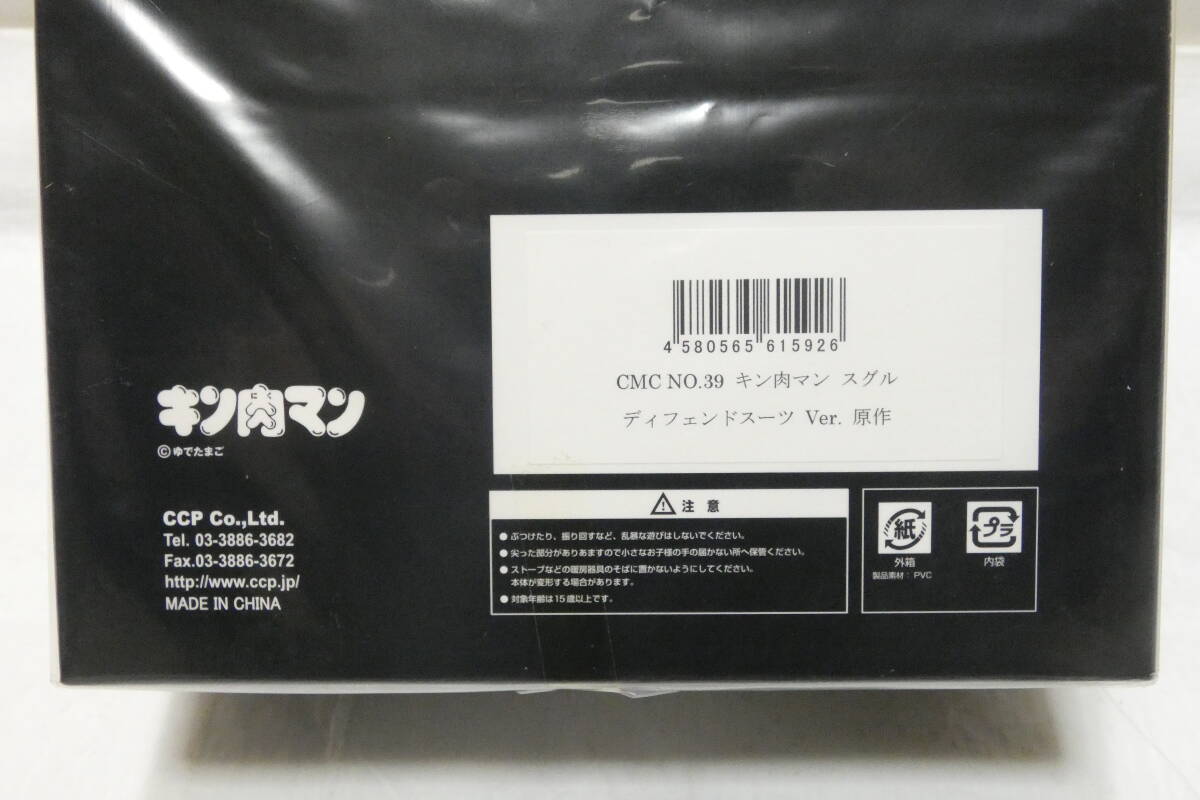 4 580565 615926
CMC NO.39 キン肉マン スグル
ディフェンドスーツ Ver. 原作
キン肉マン
©ゆでたまご
CCP Co.,Ltd.
Tel. 03-3886-3682
Fax.03-3886-3672
http://www.ccp.jp/
MADE IN CHINA
注 意
●ぶつけたり、振り回すなど、乱暴な遊びはしないでください。
●尖った部分がありあますので小さなお子様の手の届かない所へ保管ください。
●ストーブなどの暖房器具のそばに置かないようにしてください。
本体が変形する場合があります。
●対象年齢は15歳以上です。
紙
外箱
プラ
内袋
製品素材：PVC